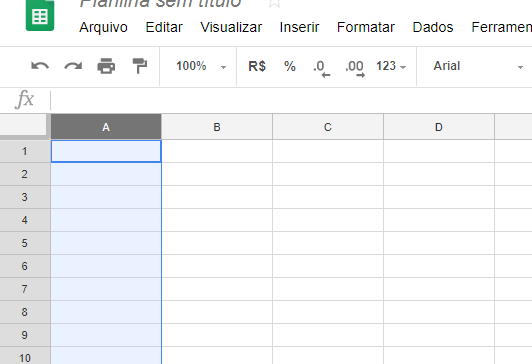 Planilha sem título
Arquivo Editar Visualizar Inserir Formatar Dados Ferramen
100% R$ % .0 .00 123 Arial
fx
A B C D
1
2
3
4
5
6
7
8
9
10